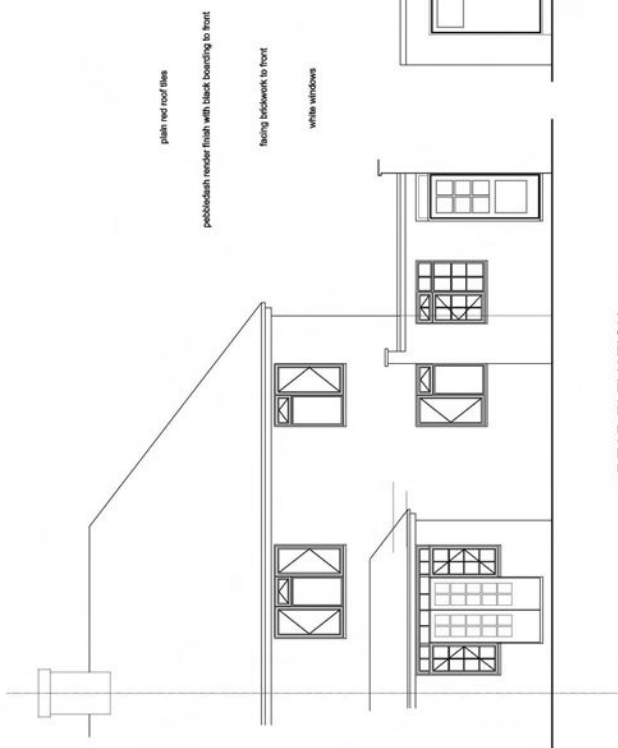 plain red roof tiles
pebbledash render finish with black boarding to front
facing brickwork to front
white windows